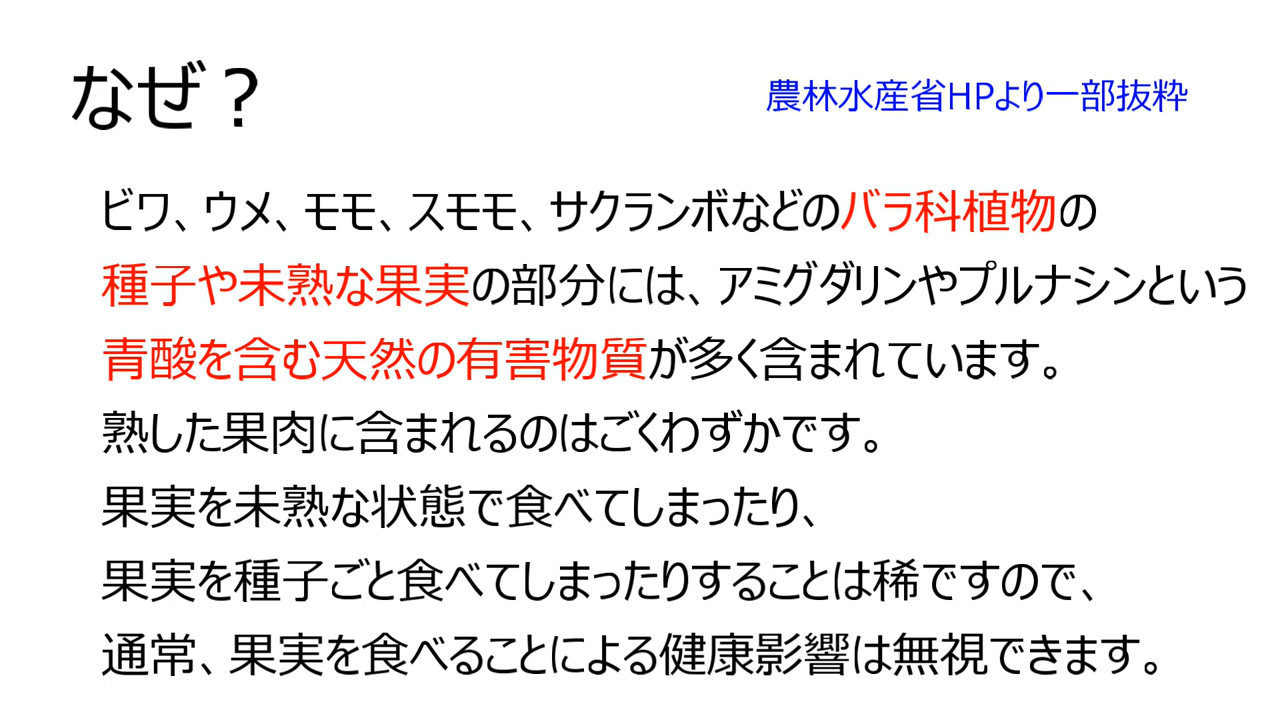 なぜ？
農林水産省HPより一部抜粋
ビワ、ウメ、モモ、スモモ、サクランボなどのバラ科植物の
種子や未熟な果実の部分には、アミグダリンやプルナシンという
青酸を含む天然の有害物質が多く含まれています。
熟した果肉に含まれるのはごくわずかです。
果実を未熟な状態で食べてしまったり、
果実を種子ごと食べてしまったりすることは稀ですので、
通常、果実を食べることによる健康影響は無視できます。